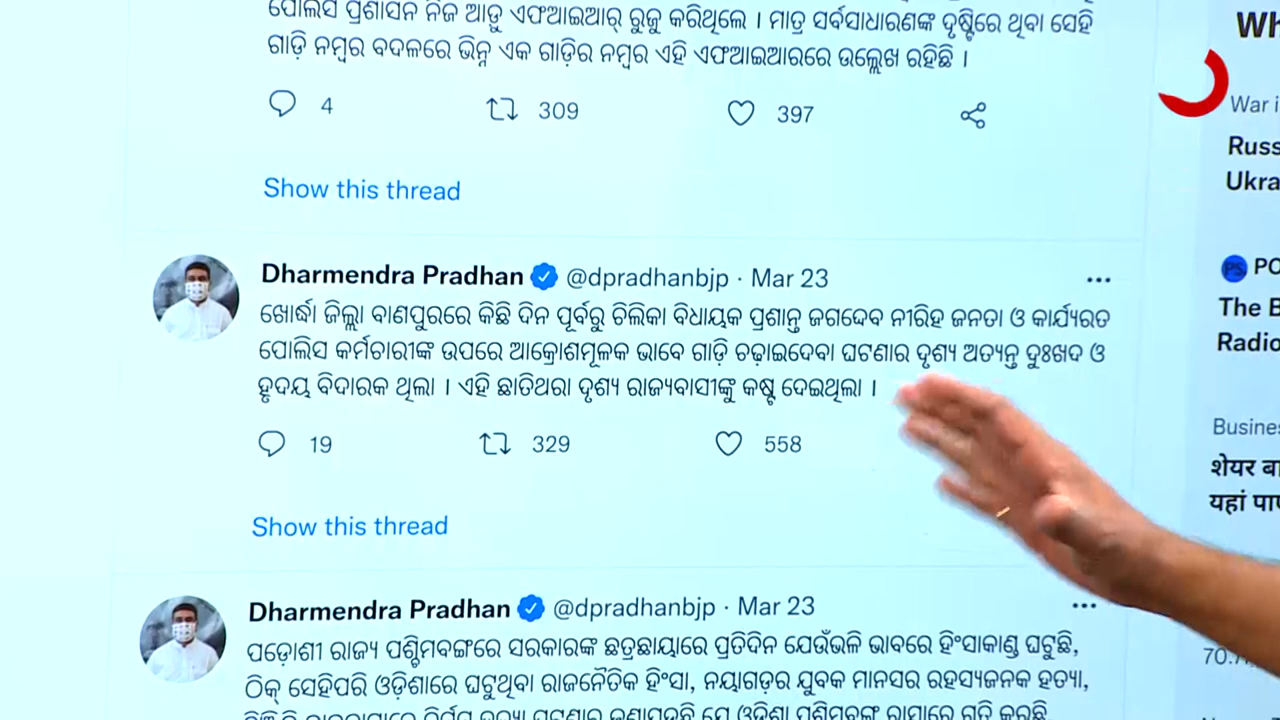 ପୋଲିସ ପ୍ରଶାସନ ନିଜ ଆଡୁ ଏଫଆଇଆର୍ ରୁଜୁ କରିଥିଲେ । ମାତ୍ର ସର୍ବସାଧାରଣଙ୍କ ଦୃଷ୍ଟିରେ ଥିବା ସେହି
ଗାଡ଼ି ନମ୍ବର ବଦଳରେ ଭିନ୍ନ ଏକ ଗାଡ଼ିର ନମ୍ବର ଏହି ଏଫଆଇଆରରେ ଉଲ୍ଲେଖ ରହିଛି ।
4 309 397
Show this thread
Dharmendra Pradhan @dpradhanbjp · Mar 23 ...
ଖୋର୍ଦ୍ଧା ଜିଲ୍ଲା ବାଣପୁରରେ କିଛି ଦିନ ପୂର୍ବରୁ ଚିଲିକା ବିଧାୟକ ପ୍ରଶାନ୍ତ ଜଗଦ୍ଦେବ ନୀରିହ ଜନତା ଓ କାର୍ଯ୍ୟରତ
ପୋଲିସ କର୍ମଚାରୀଙ୍କ ଉପରେ ଆକ୍ରୋଶମୂଳକ ଭାବେ ଗାଡ଼ି ଚଢ଼ାଇଦେବା ଘଟଣାର ଦୃଶ୍ୟ ଅତ୍ୟନ୍ତ ଦୁଃଖଦ ଓ
ହୃଦୟ ବିଦାରକ ଥିଲା । ଏହି ଛାତିଥରା ଦୃଶ୍ୟ ରାଜ୍ୟବାସୀଙ୍କୁ କଷ୍ଟ ଦେଇଥିଲା ।
19 329 558
Show this thread
Dharmendra Pradhan @dpradhanbjp · Mar 23 ...
ପଡ଼ୋଶୀ ରାଜ୍ୟ ପଶ୍ଚିମବଙ୍ଗରେ ସରକାରଙ୍କ ଛତ୍ରଛାୟାରେ ପ୍ରତିଦିନ ଯେଉଁଭଳି ଭାବରେ ହିଂସାକାଣ୍ଡ ଘଟୁଛି,
ଠିକ୍ ସେହିପରି ଓଡ଼ିଶାରେ ଘଟୁଥିବା ରାଜନୈତିକ ହିଂସା, ନୟାଗଡ଼ର ଯୁବକ ମାନସର ରହସ୍ୟଜନକ ହତ୍ୟା,
War i
Russ
Ukra
PS PO
The B
Radio
Busines
शेयर बा
यहां पा